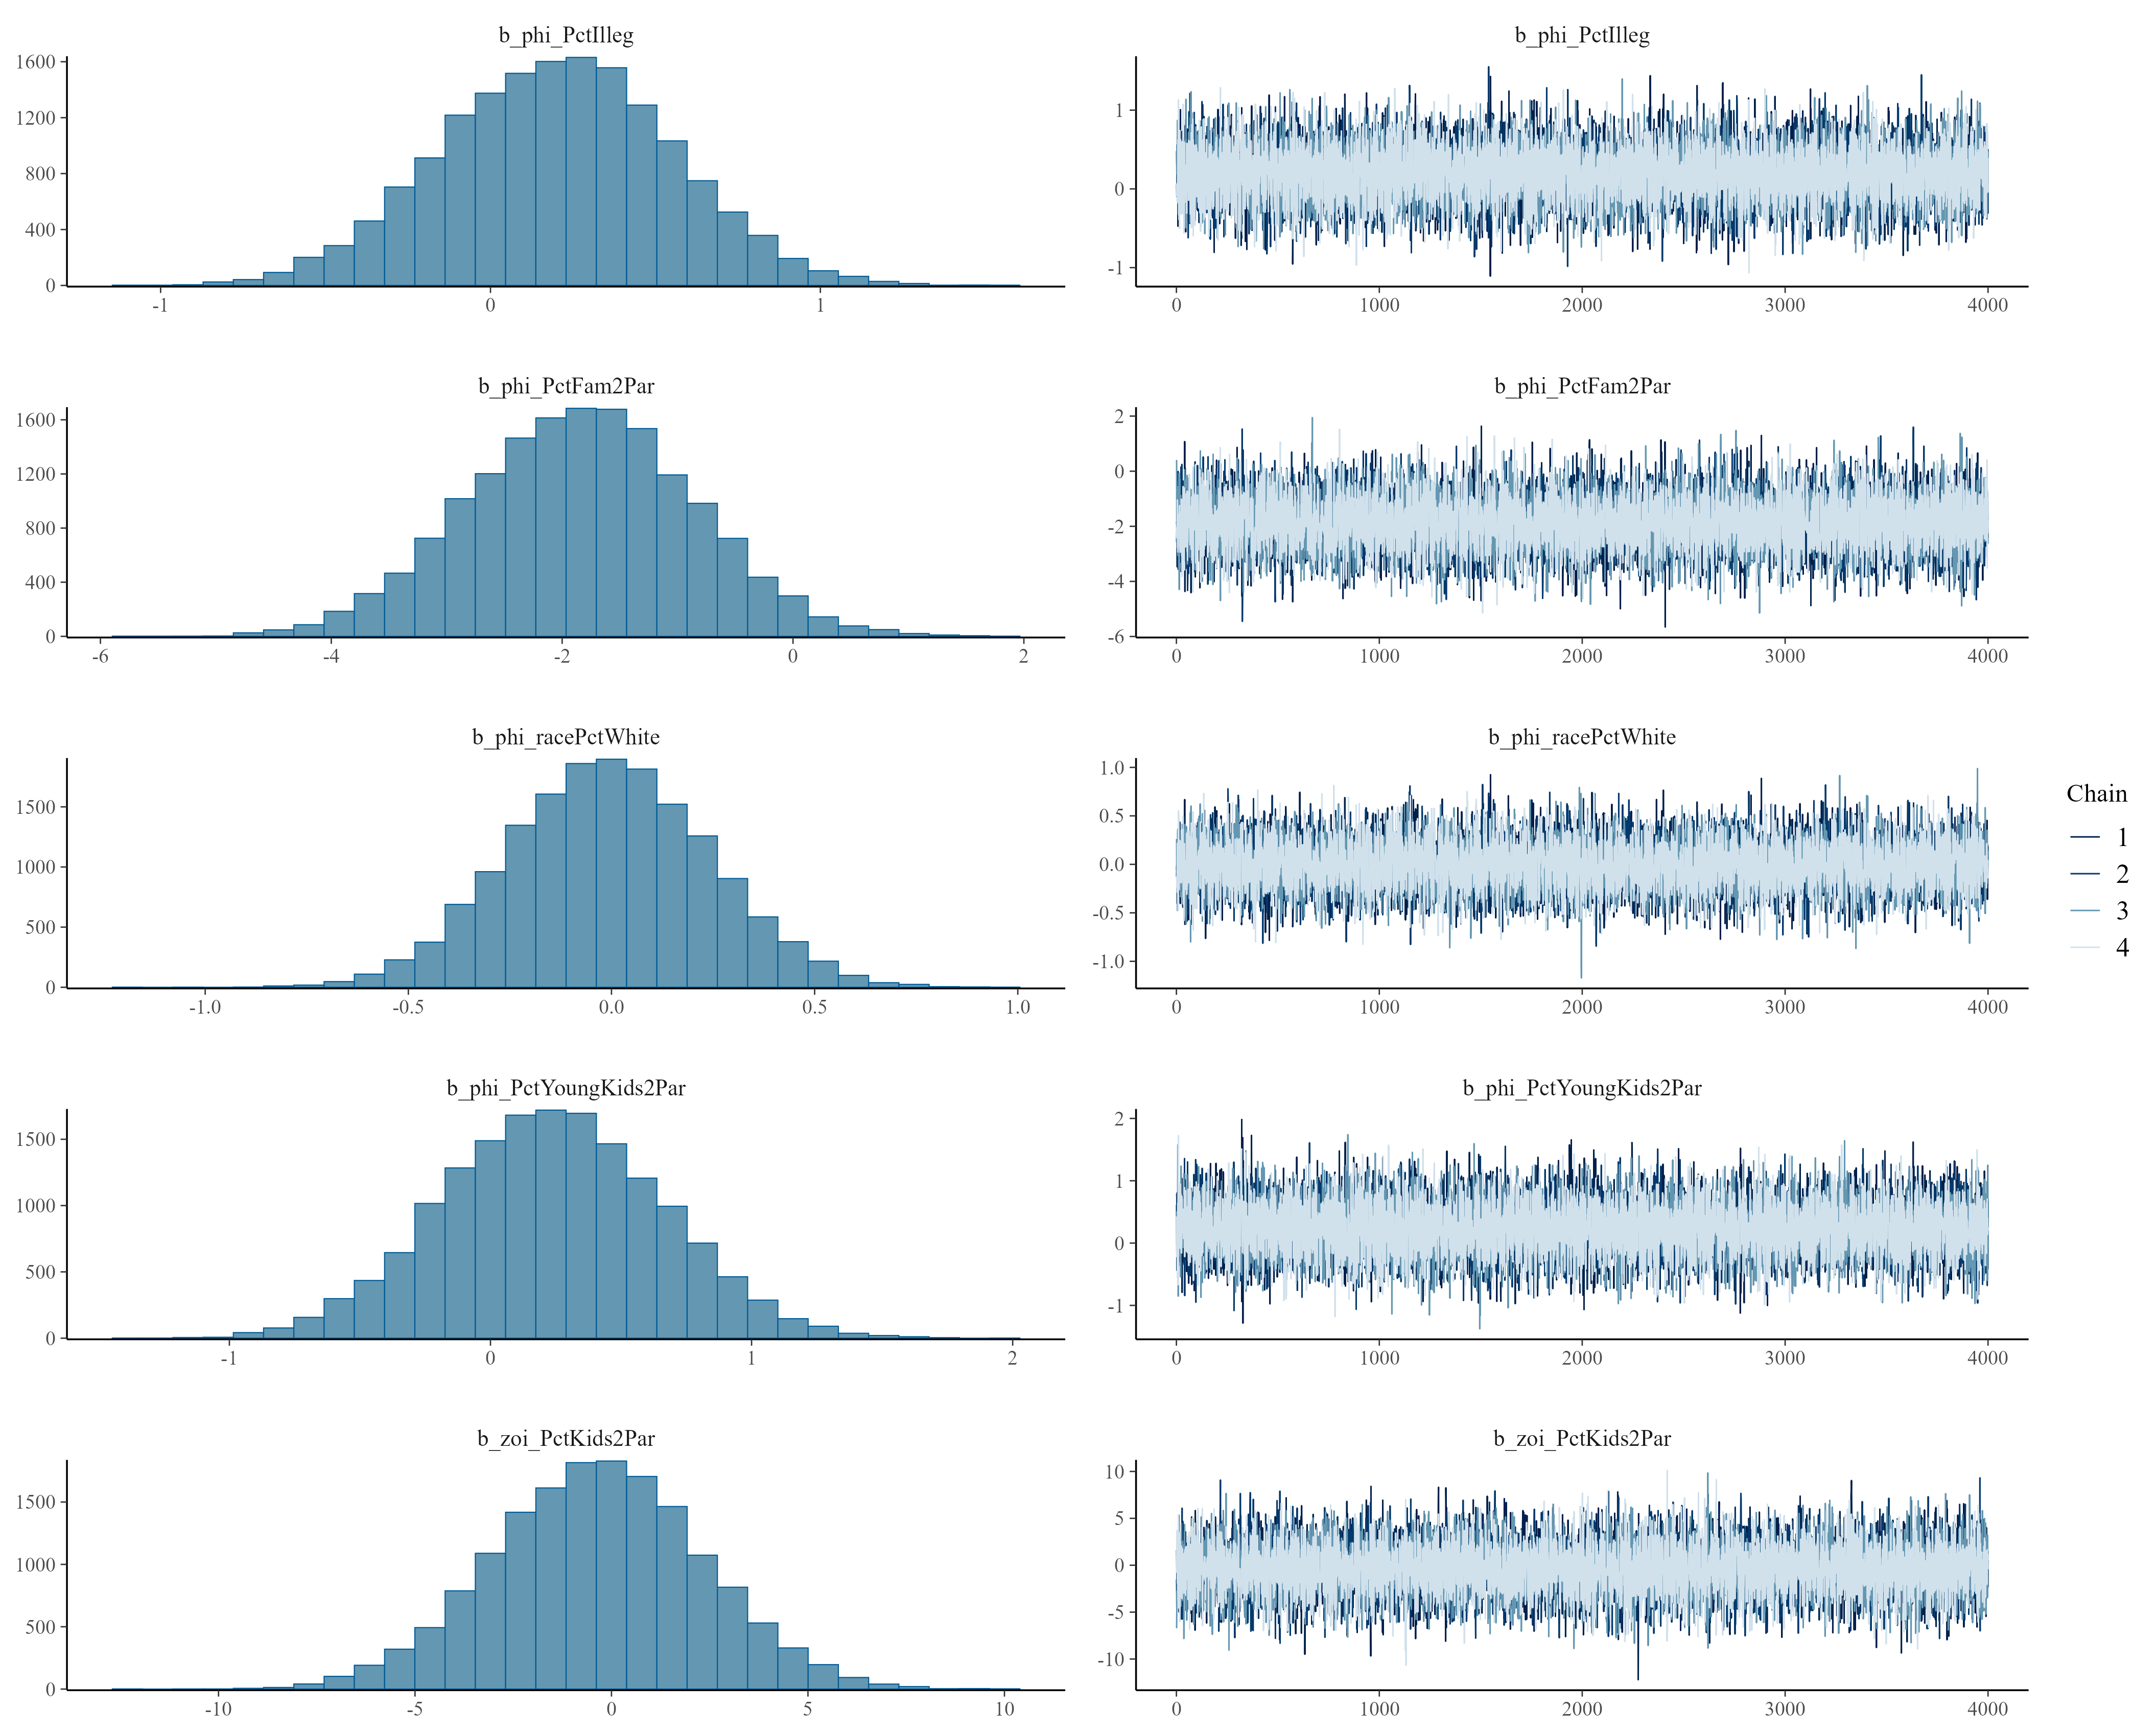 b_phi_PctIlleg
1600
1200
800
400
0
-1 0 1
b_phi_PctIlleg
1
0
-1
0 1000 2000 3000 4000
b_phi_PctFam2Par
1600
1200
800
400
0
-6 -4 -2 0 2
b_phi_PctFam2Par
2
0
-2
-4
-6
0 1000 2000 3000 4000
b_phi_racePctWhite
1500
1000
500
0
-1.0 -0.5 0.0 0.5 1.0
b_phi_racePctWhite
1.0
0.5
0.0
-0.5
-1.0
0 1000 2000 3000 4000
b_phi_PctYoungKids2Par
1500
1000
500
0
-1 0 1 2
b_phi_PctYoungKids2Par
2
1
0
-1
0 1000 2000 3000 4000
b_zoi_PctKids2Par
1500
1000
500
0
-10 -5 0 5 10
b_zoi_PctKids2Par
10
5
0
-5
-10
0 1000 2000 3000 4000
Chain
1
2
3
4